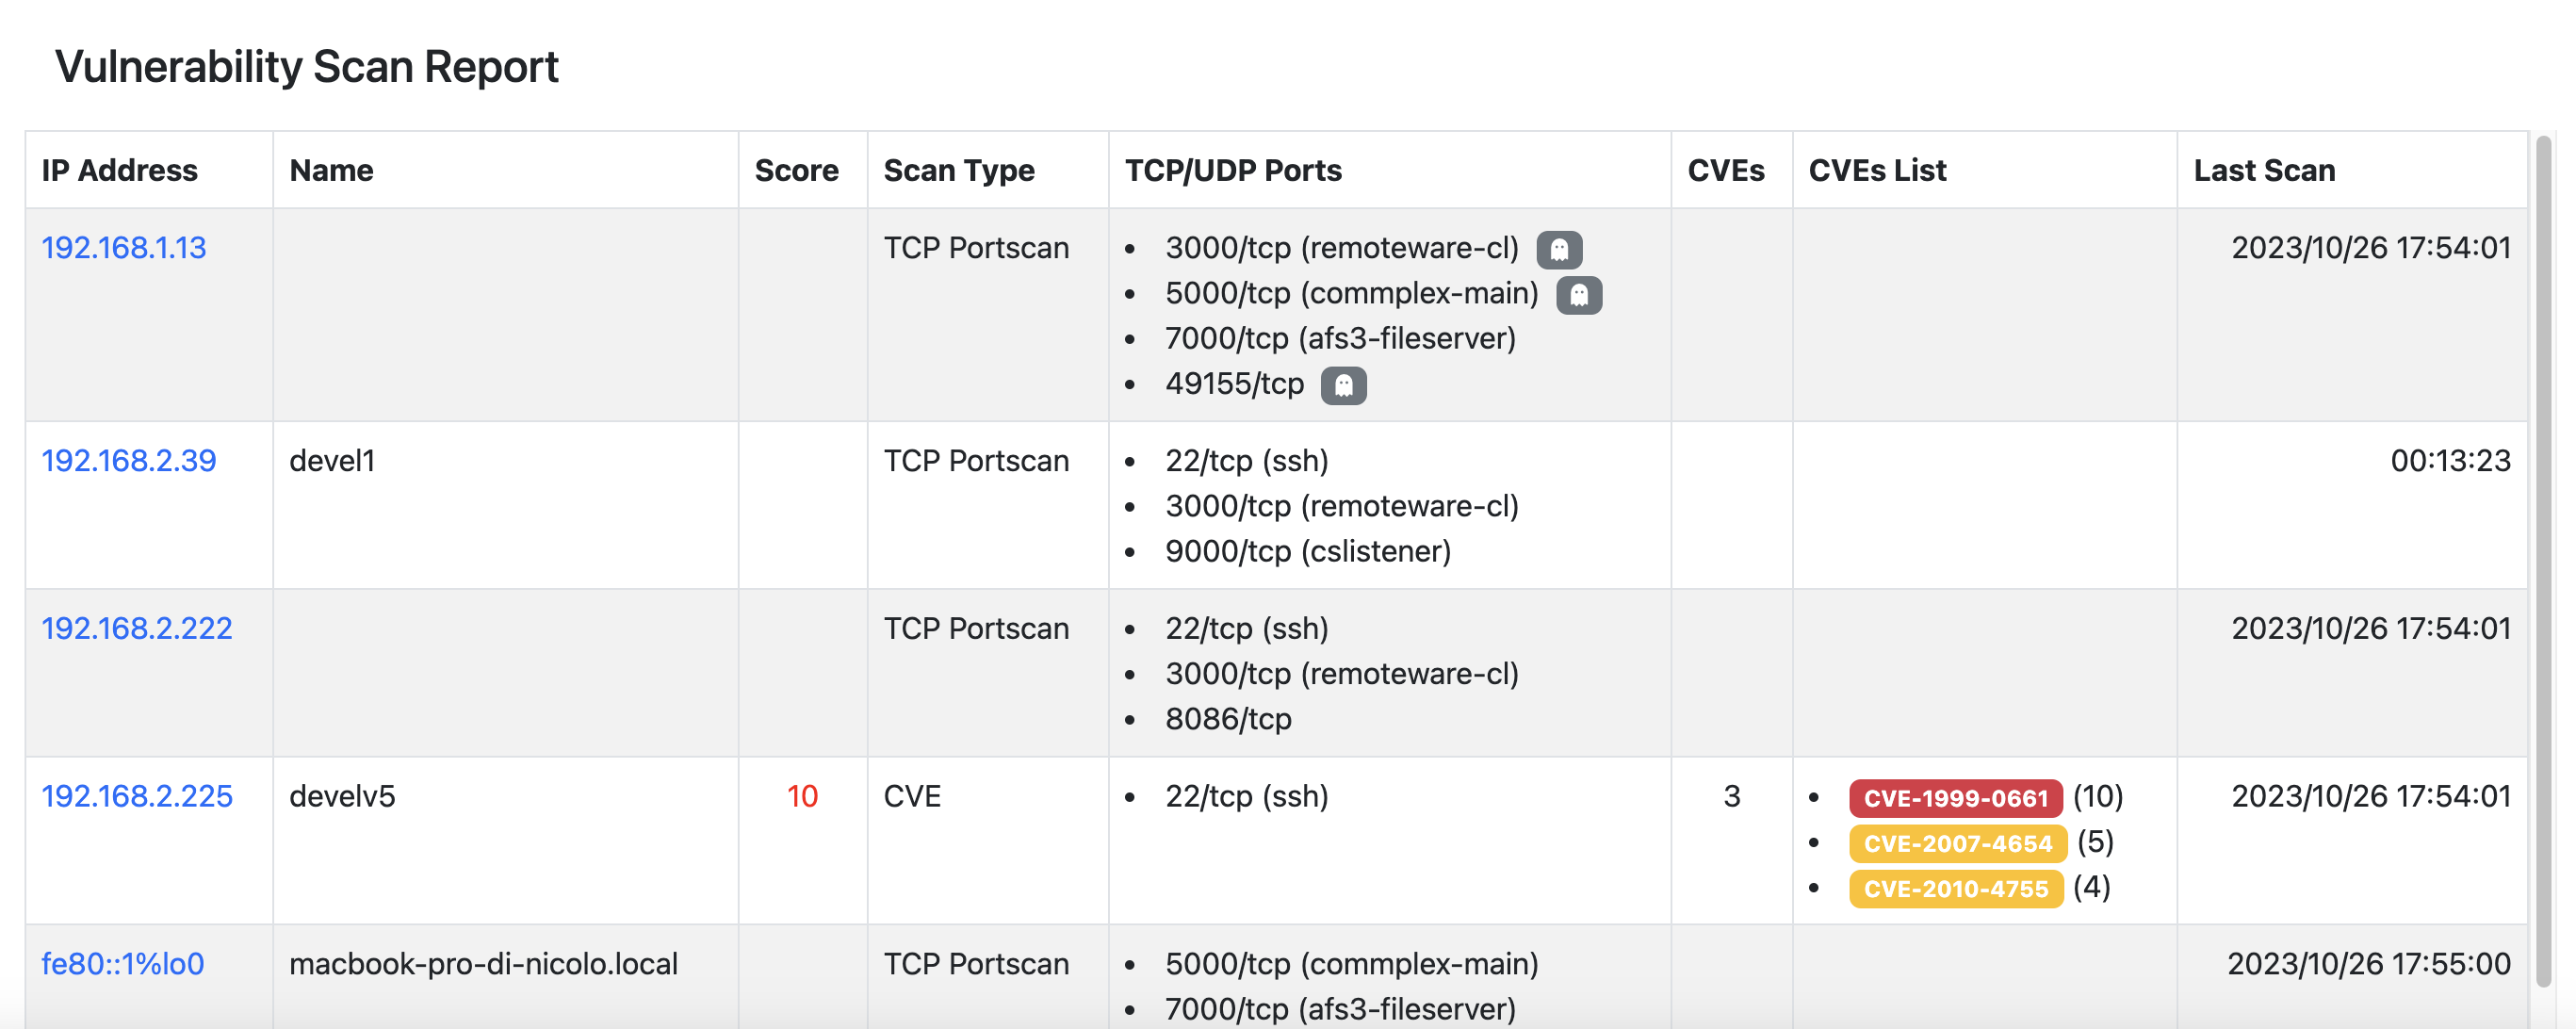 Vulnerability Scan Report
IP Address Name Score Scan Type TCP/UDP Ports CVEs CVEs List Last Scan
192.168.1.13 TCP Portscan • 3000/tcp (remoteware-cl) 2023/10/26 17:54:01
• 5000/tcp (commplex-main)
• 7000/tcp (afs3-fileserver)
• 49155/tcp
192.168.2.39 devel1 TCP Portscan • 22/tcp (ssh) 00:13:23
• 3000/tcp (remoteware-cl)
• 9000/tcp (cslistener)
192.168.2.222 TCP Portscan • 22/tcp (ssh) 2023/10/26 17:54:01
• 3000/tcp (remoteware-cl)
• 8086/tcp
192.168.2.225 develv5 10 CVE • 22/tcp (ssh) 3 • CVE-1999-0661 (10) 2023/10/26 17:54:01
• CVE-2007-4654 (5)
• CVE-2010-4755 (4)
fe80::1%lo0 macbook-pro-di-nicolo.local TCP Portscan • 5000/tcp (commplex-main) 2023/10/26 17:55:00
• 7000/tcp (afs3-fileserver)